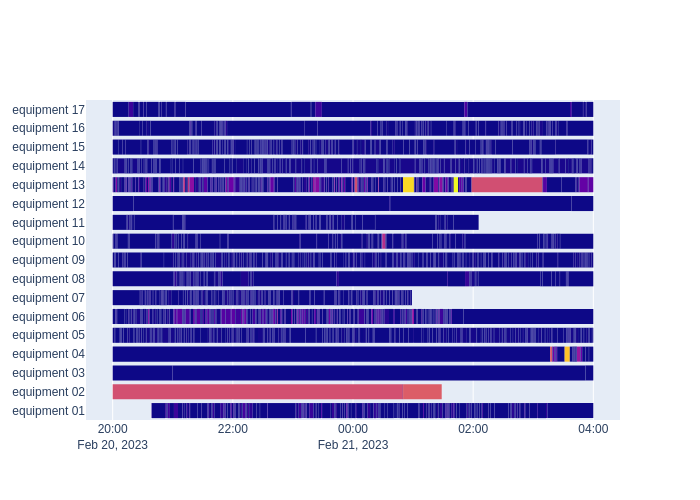 equipment 17
equipment 16
equipment 15
equipment 14
equipment 13
equipment 12
equipment 11
equipment 10
equipment 09
equipment 08
equipment 07
equipment 06
equipment 05
equipment 04
equipment 03
equipment 02
equipment 01
20:00 22:00 00:00 02:00 04:00
Feb 20, 2023 Feb 21, 2023